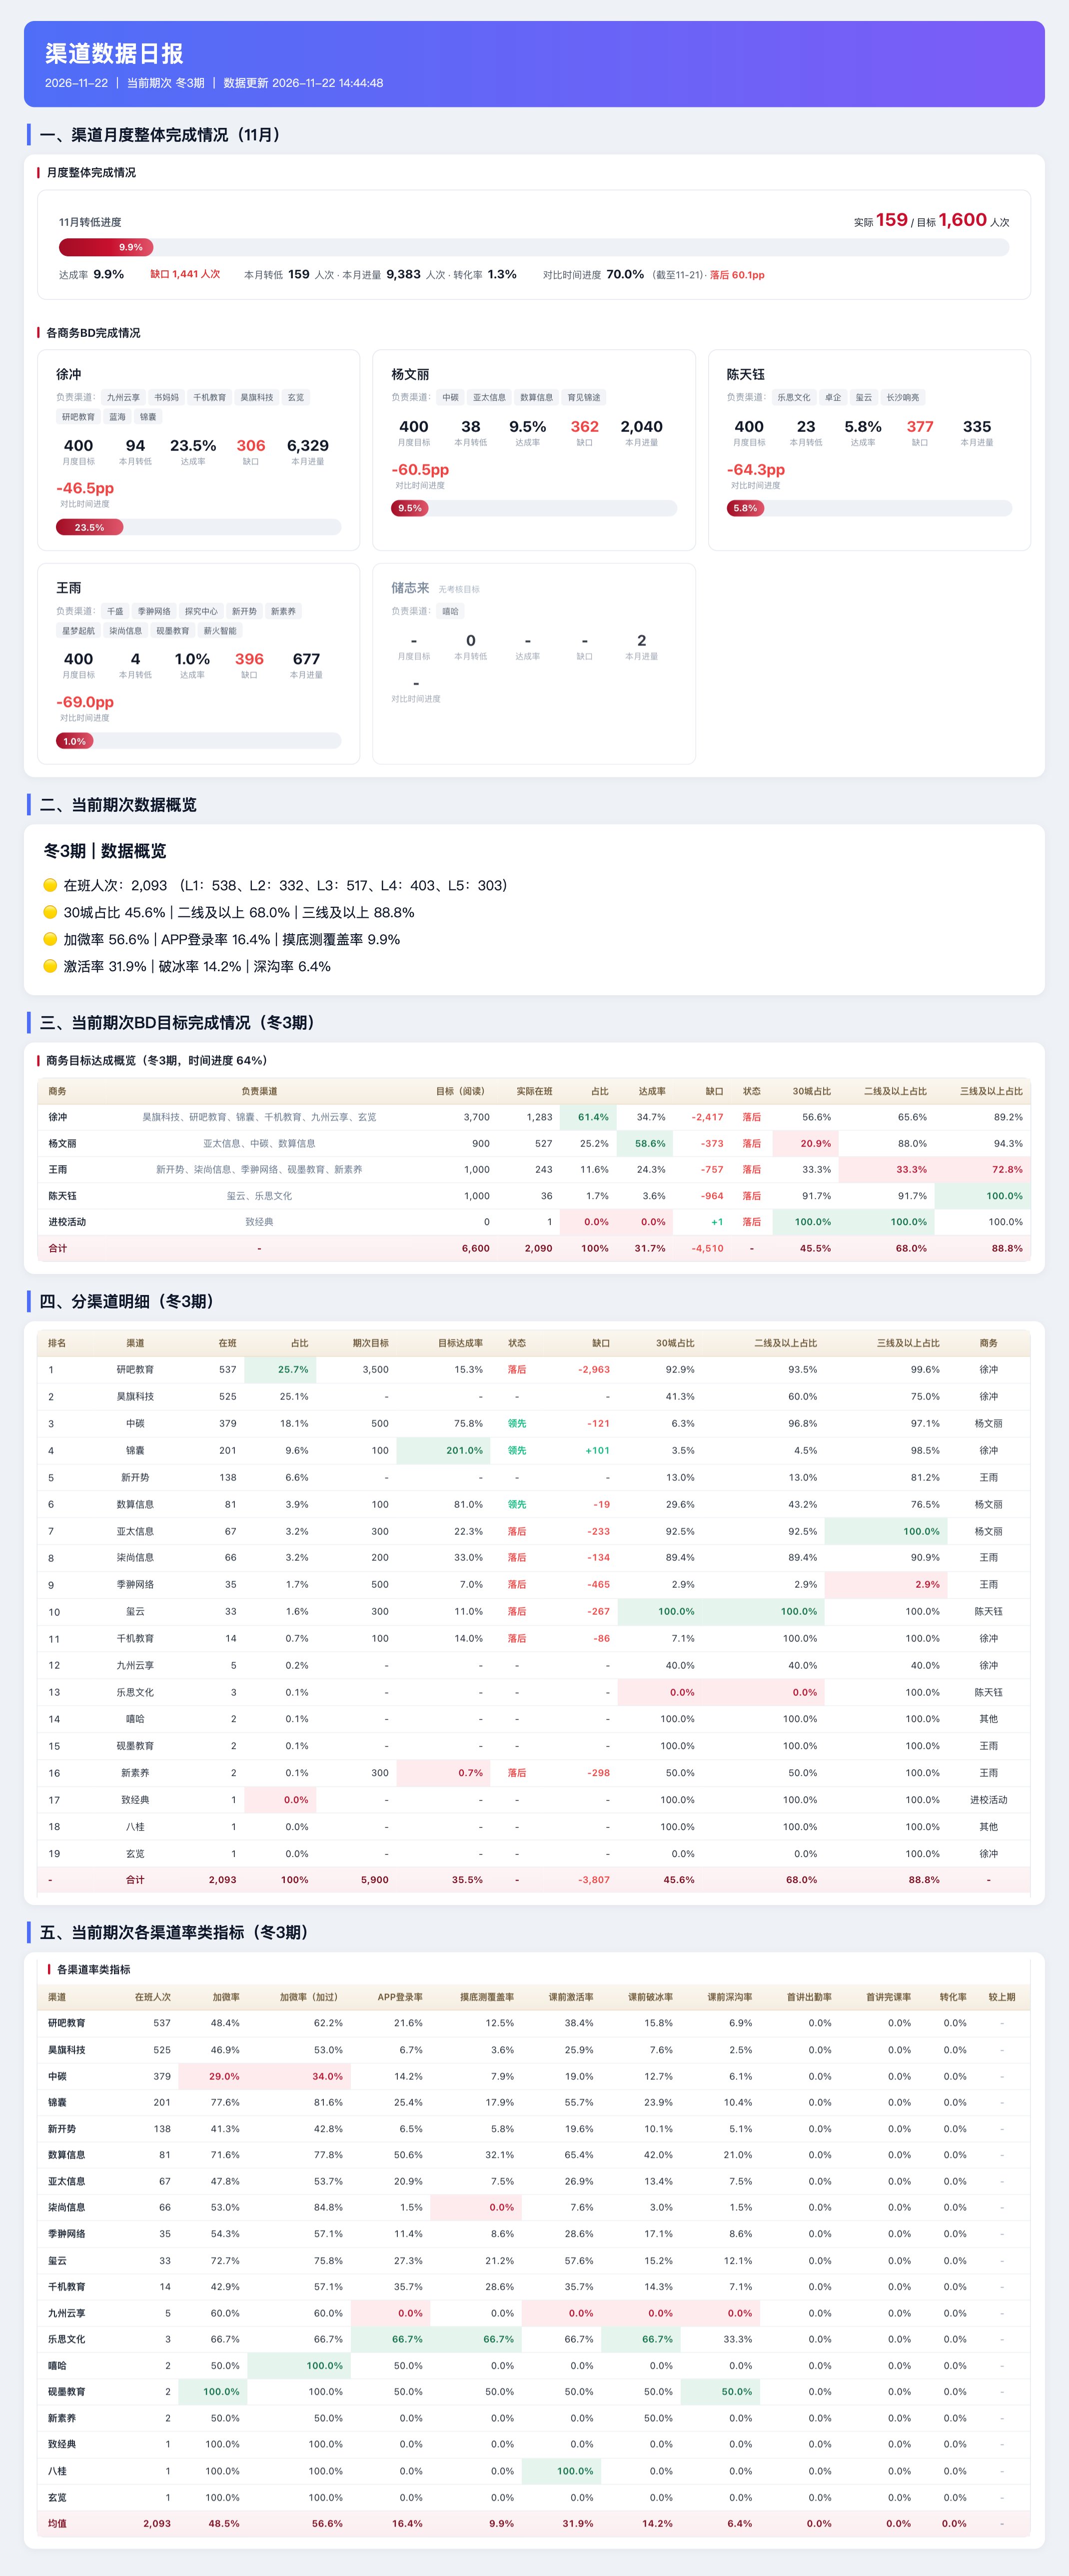 渠道数据日报
2026-11-22 | 当前期次 冬3期 | 数据更新 2026-11-22 14:44:48
一、渠道月度整体完成情况（11月）
月度整体完成情况
11月转低进度 实际 159 / 目标 1,600 人次
9.9%
达成率 9.9% 缺口 1,441 人次 本月转低 159 人次 · 本月进量 9,383 人次 · 转化率 1.3% 对比时间进度 70.0% （截至11-21）· 落后 60.1pp
各商务BD完成情况
徐冲
负责渠道： 九州云享 书妈妈 千机教育 昊旗科技 玄览
研吧教育 蓝海 锦囊
400 94 23.5% 306 6,329
月度目标 本月转低 达成率 缺口 本月进量
-46.5pp
对比时间进度
23.5%
杨文丽
负责渠道： 中碳 亚太信息 数算信息 育见锦途
400 38 9.5% 362 2,040
月度目标 本月转低 达成率 缺口 本月进量
-60.5pp
对比时间进度
9.5%
陈天钰
负责渠道： 乐思文化 卓企 玺云 长沙响亮
400 23 5.8% 377 335
月度目标 本月转低 达成率 缺口 本月进量
-64.3pp
对比时间进度
5.8%
王雨
负责渠道： 千盛 季翀网络 探究中心 新开势 新素养
星梦起航 柒尚信息 砚墨教育 薪火智能
400 4 1.0% 396 677
月度目标 本月转低 达成率 缺口 本月进量
-69.0pp
对比时间进度
1.0%
储志来 无考核目标
负责渠道： 嘻哈
- 0 - - 2
月度目标 本月转低 达成率 缺口 本月进量
-
对比时间进度
二、当前期次数据概览
冬3期 | 数据概览
在班人次：2,093 （L1：538、L2：332、L3：517、L4：403、L5：303）
30城占比 45.6% | 二线及以上 68.0% | 三线及以上 88.8%
加微率 56.6% | APP登录率 16.4% | 摸底测覆盖率 9.9%
激活率 31.9% | 破冰率 14.2% | 深沟率 6.4%
三、当前期次BD目标完成情况（冬3期）
商务目标达成概览（冬3期，时间进度 64%）
商务 负责渠道 目标（阅读） 实际在班 占比 达成率 缺口 状态 30城占比 二线及以上占比 三线及以上占比
徐冲 昊旗科技、研吧教育、锦囊、千机教育、九州云享、玄览 3,700 1,283 61.4% 34.7% -2,417 落后 56.6% 65.6% 89.2%
杨文丽 亚太信息、中碳、数算信息 900 527 25.2% 58.6% -373 落后 20.9% 88.0% 94.3%
王雨 新开势、柒尚信息、季翀网络、砚墨教育、新素养 1,000 243 11.6% 24.3% -757 落后 33.3% 33.3% 72.8%
陈天钰 玺云、乐思文化 1,000 36 1.7% 3.6% -964 落后 91.7% 91.7% 100.0%
进校活动 致经典 0 1 0.0% 0.0% +1 落后 100.0% 100.0% 100.0%
合计 - 6,600 2,090 100% 31.7% -4,510 - 45.5% 68.0% 88.8%
四、分渠道明细（冬3期）
排名 渠道 在班 占比 期次目标 目标达成率 状态 缺口 30城占比 二线及以上占比 三线及以上占比 商务
1 研吧教育 537 25.7% 3,500 15.3% 落后 -2,963 92.9% 93.5% 99.6% 徐冲
2 昊旗科技 525 25.1% - - - - 41.3% 60.0% 75.0% 徐冲
3 中碳 379 18.1% 500 75.8% 领先 -121 6.3% 96.8% 97.1% 杨文丽
4 锦囊 201 9.6% 100 201.0% 领先 +101 3.5% 4.5% 98.5% 徐冲
5 新开势 138 6.6% - - - - 13.0% 13.0% 81.2% 王雨
6 数算信息 81 3.9% 100 81.0% 领先 -19 29.6% 43.2% 76.5% 杨文丽
7 亚太信息 67 3.2% 300 22.3% 落后 -233 92.5% 92.5% 100.0% 杨文丽
8 柒尚信息 66 3.2% 200 33.0% 落后 -134 89.4% 89.4% 90.9% 王雨
9 季翀网络 35 1.7% 500 7.0% 落后 -465 2.9% 2.9% 2.9% 王雨
10 玺云 33 1.6% 300 11.0% 落后 -267 100.0% 100.0% 100.0% 陈天钰
11 千机教育 14 0.7% 100 14.0% 落后 -86 7.1% 100.0% 100.0% 徐冲
12 九州云享 5 0.2% - - - - 40.0% 40.0% 40.0% 徐冲
13 乐思文化 3 0.1% - - - - 0.0% 0.0% 100.0% 陈天钰
14 嘻哈 2 0.1% - - - - 100.0% 100.0% 100.0% 其他
15 砚墨教育 2 0.1% - - - - 100.0% 100.0% 100.0% 王雨
16 新素养 2 0.1% 300 0.7% 落后 -298 50.0% 50.0% 100.0% 王雨
17 致经典 1 0.0% - - - - 100.0% 100.0% 100.0% 进校活动
18 八桂 1 0.0% - - - - 100.0% 100.0% 100.0% 其他
19 玄览 1 0.0% - - - - 0.0% 0.0% 100.0% 徐冲
- 合计 2,093 100% 5,900 35.5% - -3,807 45.6% 68.0% 88.8% -
五、当前期次各渠道率类指标（冬3期）
各渠道率类指标
渠道 在班人次 加微率 加微率（加过） APP登录率 摸底测覆盖率 课前激活率 课前破冰率 课前深沟率 首讲出勤率 首讲完课率 转化率 较上期
研吧教育 537 48.4% 62.2% 21.6% 12.5% 38.4% 15.8% 6.9% 0.0% 0.0% 0.0% -
昊旗科技 525 46.9% 53.0% 6.7% 3.6% 25.9% 7.6% 2.5% 0.0% 0.0% 0.0% -
中碳 379 29.0% 34.0% 14.2% 7.9% 19.0% 12.7% 6.1% 0.0% 0.0% 0.0% -
锦囊 201 77.6% 81.6% 25.4% 17.9% 55.7% 23.9% 10.4% 0.0% 0.0% 0.0% -
新开势 138 41.3% 42.8% 6.5% 5.8% 19.6% 10.1% 5.1% 0.0% 0.0% 0.0% -
数算信息 81 71.6% 77.8% 50.6% 32.1% 65.4% 42.0% 21.0% 0.0% 0.0% 0.0% -
亚太信息 67 47.8% 53.7% 20.9% 7.5% 26.9% 13.4% 7.5% 0.0% 0.0% 0.0% -
柒尚信息 66 53.0% 84.8% 1.5% 0.0% 7.6% 3.0% 1.5% 0.0% 0.0% 0.0% -
季翀网络 35 54.3% 57.1% 11.4% 8.6% 28.6% 17.1% 8.6% 0.0% 0.0% 0.0% -
玺云 33 72.7% 75.8% 27.3% 21.2% 57.6% 15.2% 12.1% 0.0% 0.0% 0.0% -
千机教育 14 42.9% 57.1% 35.7% 28.6% 35.7% 14.3% 7.1% 0.0% 0.0% 0.0% -
九州云享 5 60.0% 60.0% 0.0% 0.0% 0.0% 0.0% 0.0% 0.0% 0.0% 0.0% -
乐思文化 3 66.7% 66.7% 66.7% 66.7% 66.7% 66.7% 33.3% 0.0% 0.0% 0.0% -
嘻哈 2 50.0% 100.0% 50.0% 0.0% 0.0% 0.0% 0.0% 0.0% 0.0% 0.0% -
砚墨教育 2 100.0% 100.0% 50.0% 50.0% 50.0% 50.0% 50.0% 0.0% 0.0% 0.0% -
新素养 2 50.0% 50.0% 0.0% 0.0% 0.0% 50.0% 0.0% 0.0% 0.0% 0.0% -
致经典 1 100.0% 100.0% 0.0% 0.0% 0.0% 0.0% 0.0% 0.0% 0.0% 0.0% -
八桂 1 100.0% 100.0% 0.0% 0.0% 100.0% 0.0% 0.0% 0.0% 0.0% 0.0% -
玄览 1 100.0% 100.0% 0.0% 0.0% 0.0% 0.0% 0.0% 0.0% 0.0% 0.0% -
均值 2,093 48.5% 56.6% 16.4% 9.9% 31.9% 14.2% 6.4% 0.0% 0.0% 0.0% -